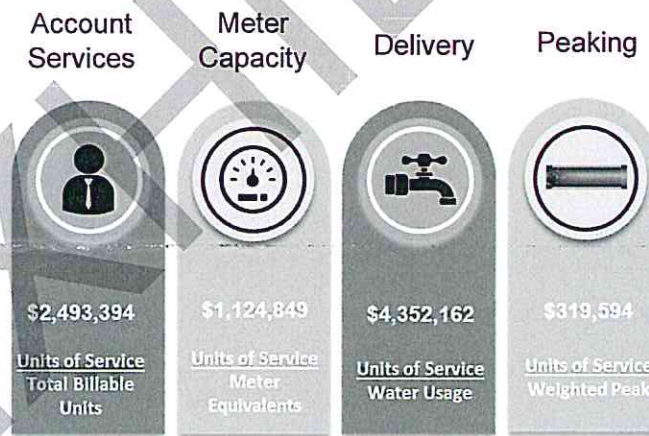 Account
Services
Meter
Capacity
Delivery
Peaking
$2,493,394
$1,124,849
$4,352,162
$319,594
Units of Service
Total Billable
Units
Units of Service
Meter
Equivalents
Units of Service
Water Usage
Units of Service
Weighted Peak